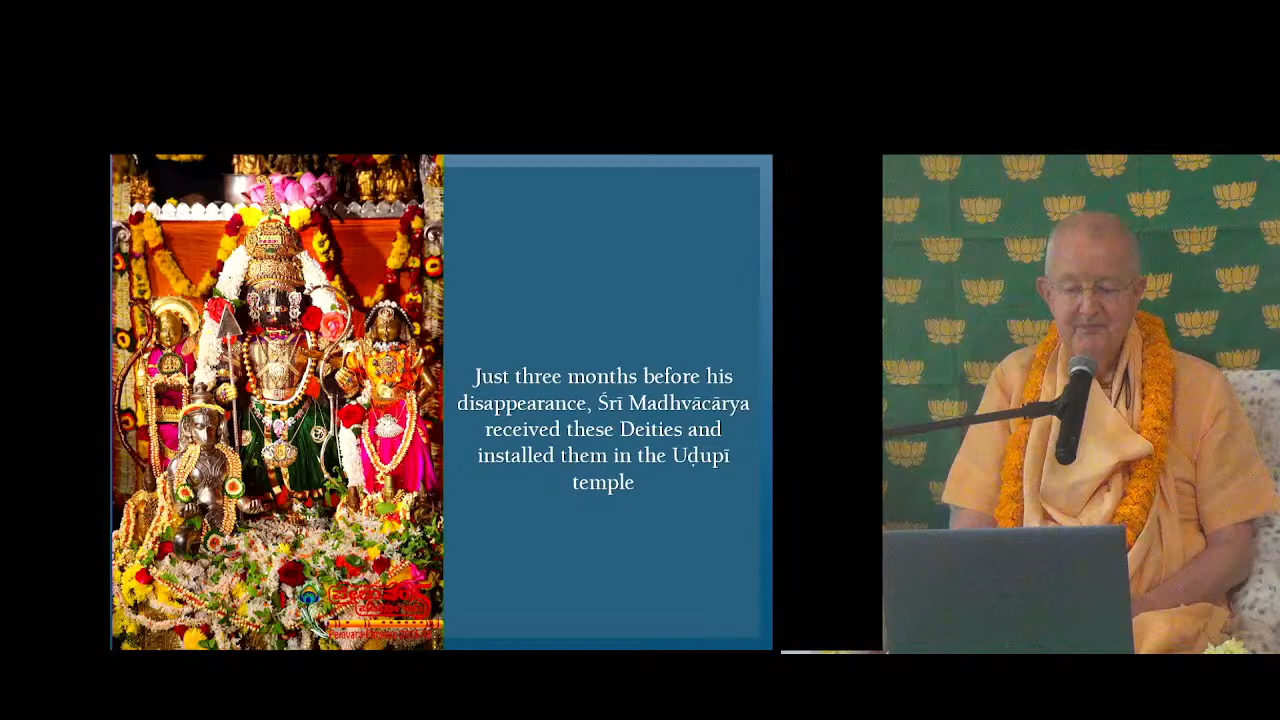 Just three months before his
disappearance, Śrī Madhvācārya
received these Deities and
installed them in the Uḍupī
temple